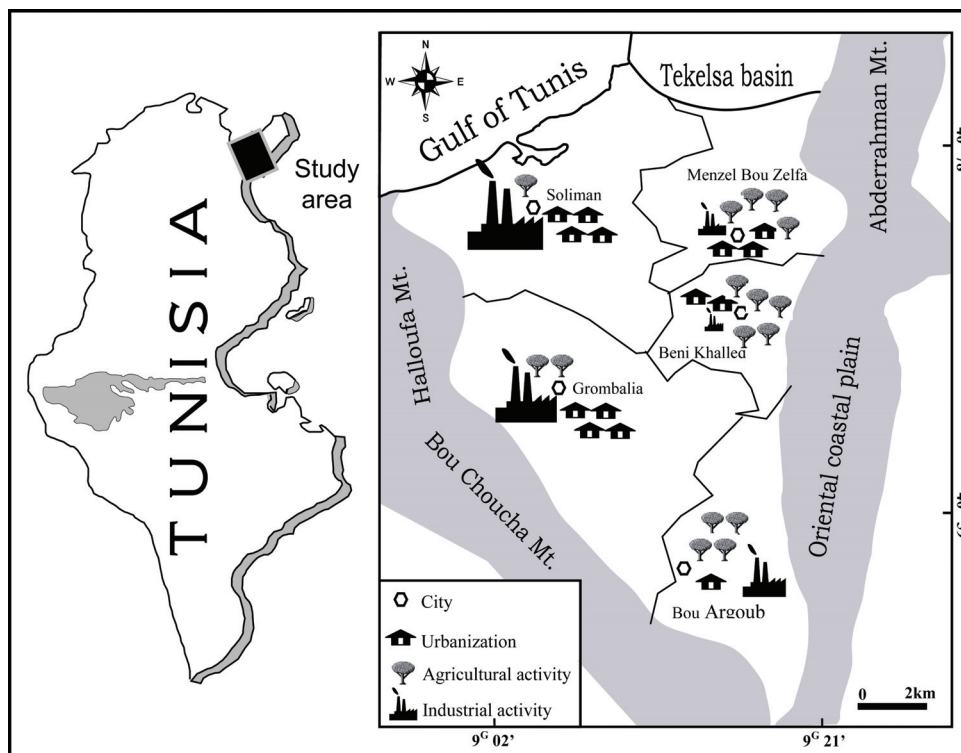 TUNISIA
Study
area
N
W E
S
Gulf of Tunis
Tekelsa basin
Abderrahman Mt.
Soliman
Menzel Bou Zelfa
Halloufa Mt.
Beni Khalled
Grombalia
Bou Choucha Mt.
Oriental coastal plain
Bou Argoub
City
Urbanization
Agricultural activity
Industrial activity
0 2km
9ᴳ 02' 9ᴳ 21'